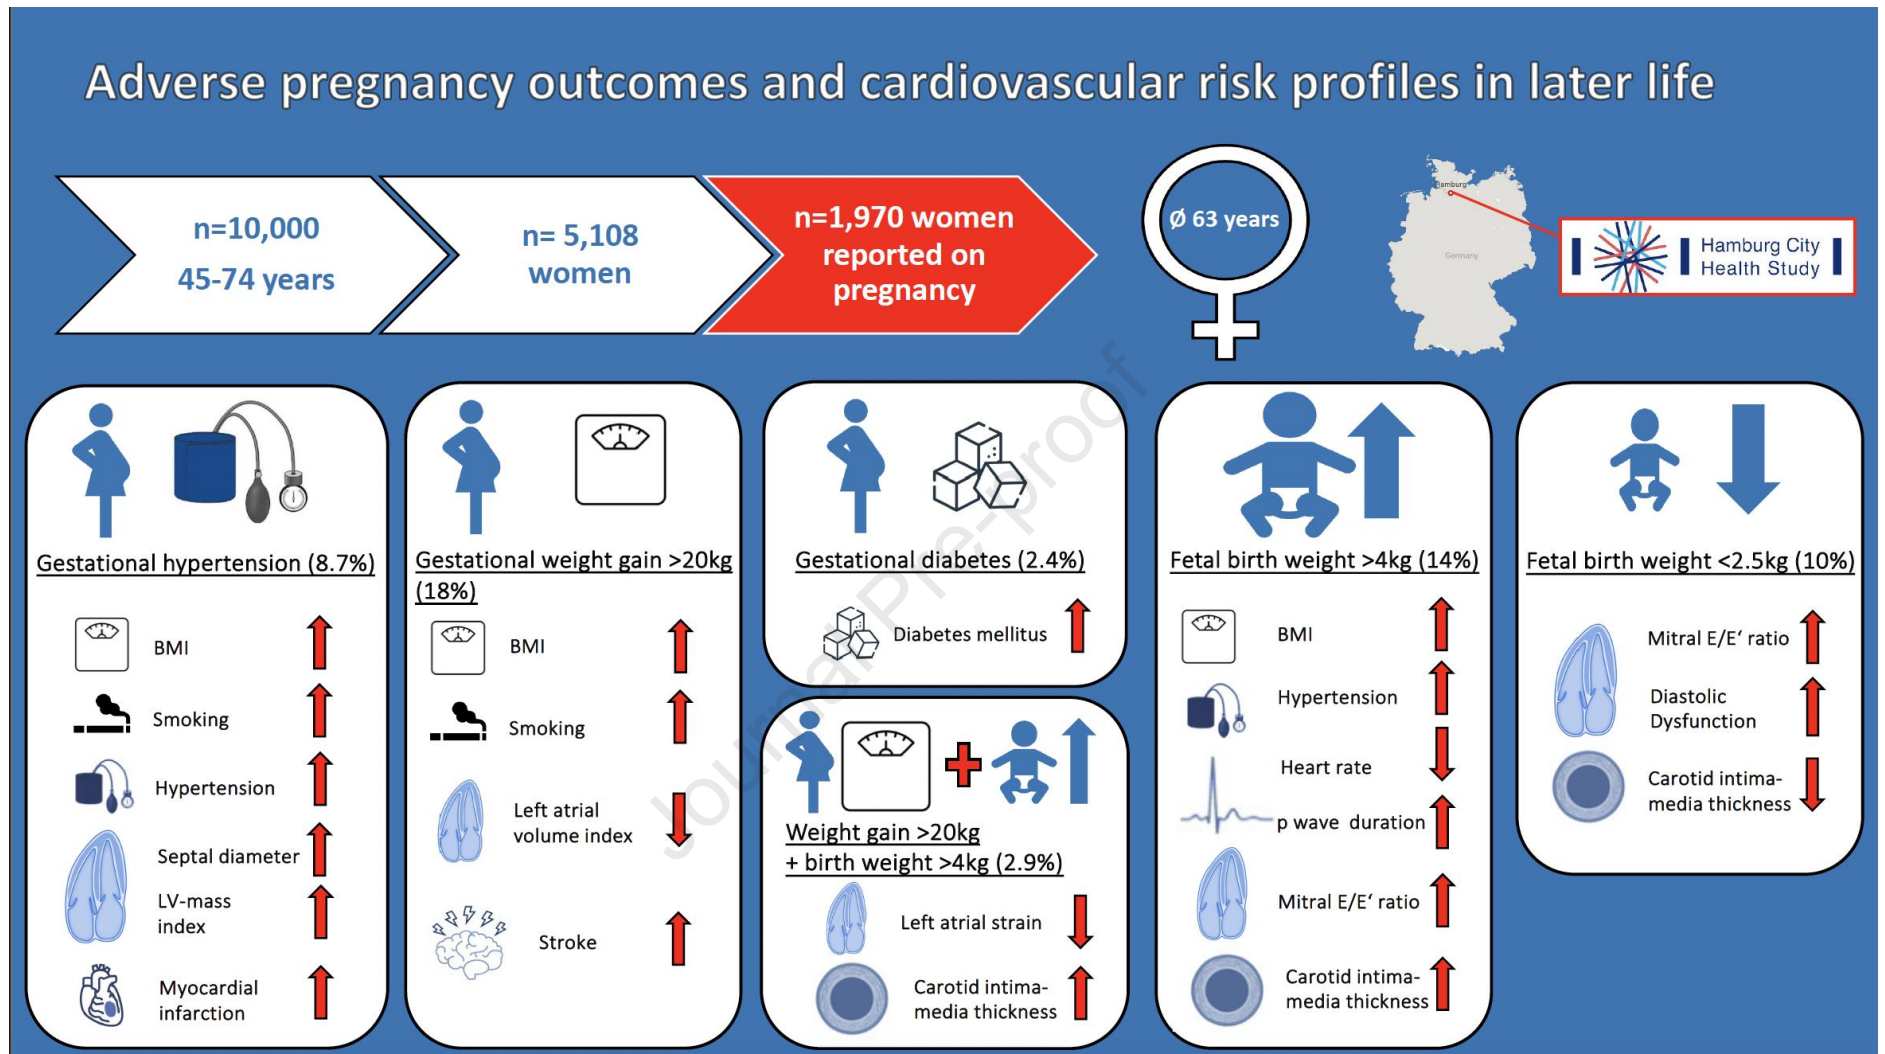 Adverse pregnancy outcomes and cardiovascular risk profiles in later life
n=10,000
45-74 years
n= 5,108
women
n=1,970 women
reported on
pregnancy
Ø 63 years
Hamburg
Germany
Hamburg City
Health Study
Gestational hypertension (8.7%)
BMI
Smoking
Hypertension
Septal diameter
LV-mass
index
Myocardial
infarction
Gestational weight gain >20kg
(18%)
BMI
Smoking
Left atrial
volume index
Stroke
Gestational diabetes (2.4%)
Diabetes mellitus
Weight gain >20kg
+ birth weight >4kg (2.9%)
Left atrial strain
Carotid intima-
media thickness
Fetal birth weight >4kg (14%)
BMI
Hypertension
Heart rate
p wave duration
Mitral E/E‘ ratio
Carotid intima-
media thickness
Fetal birth weight <2.5kg (10%)
Mitral E/E‘ ratio
Diastolic
Dysfunction
Carotid intima-
media thickness
Journal Pre-proof